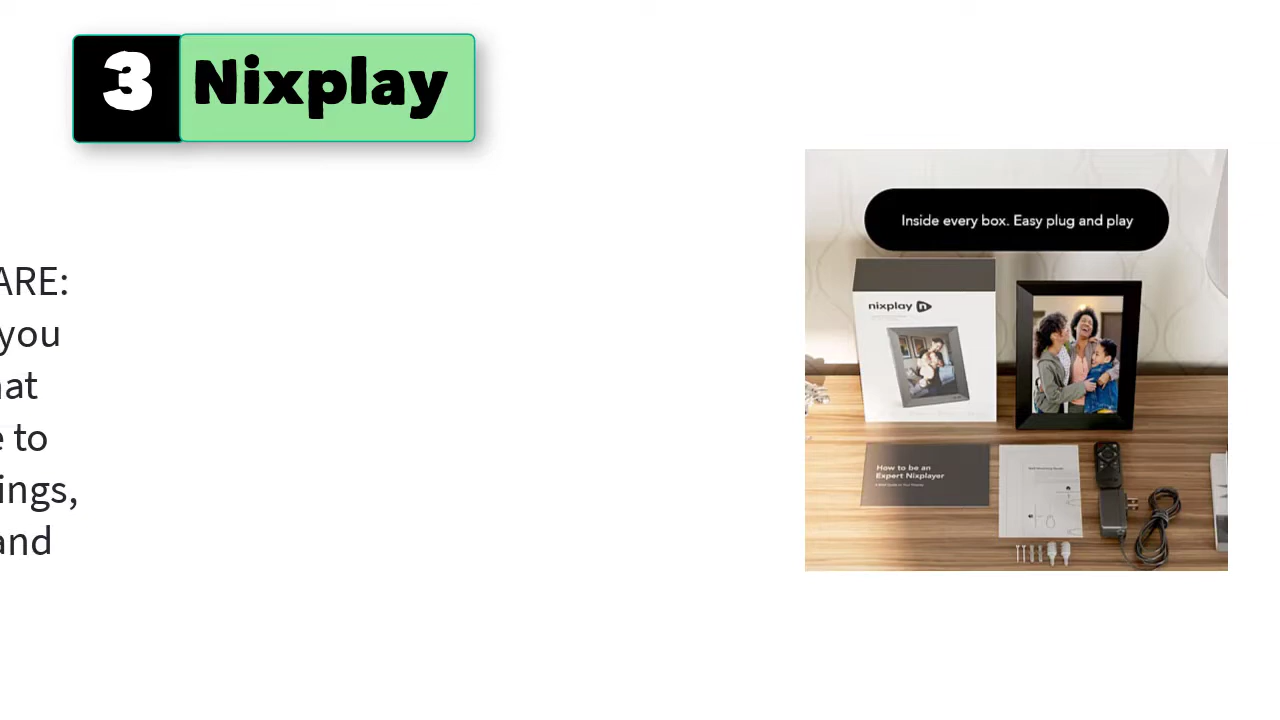 3 Nixplay
ARE:
you
hat
e to
ings,
and
Inside every box. Easy plug and play
nixplay
How to be an
Expert Nixplayer